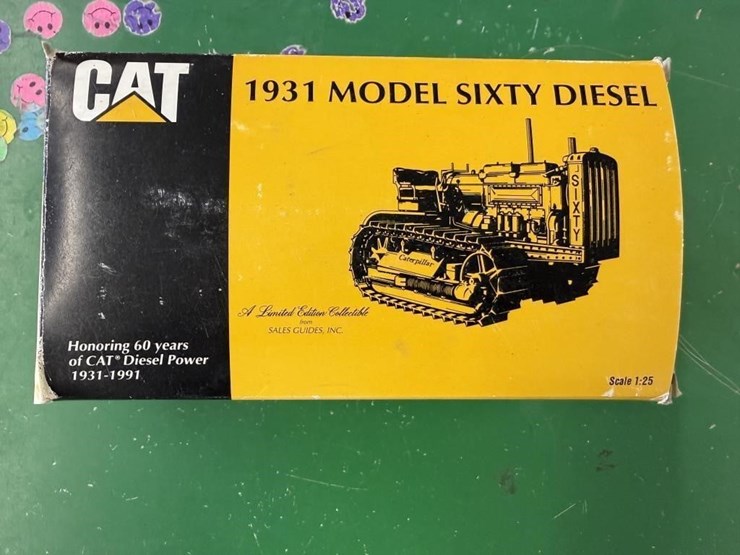 CAT
1931 MODEL SIXTY DIESEL
SIXTY
Caterpillar
A Limited Edition Collectible
from
SALES GUIDES, INC.
Honoring 60 years
of CAT® Diesel Power
1931-1991
Scale 1:25